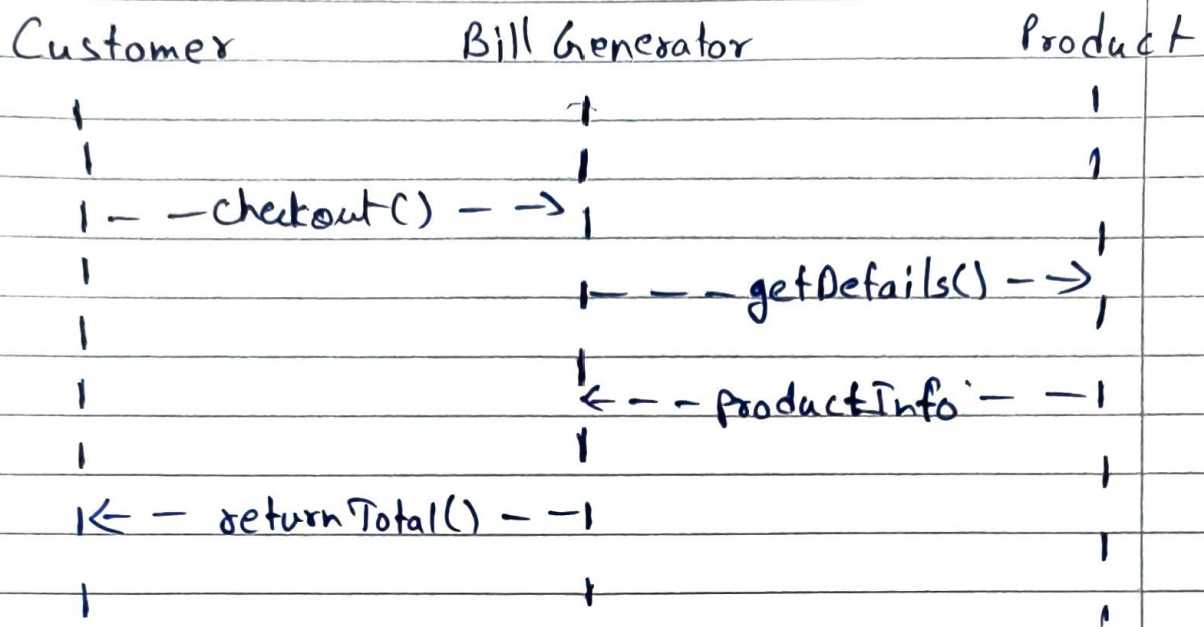 Customer Bill Generator Product
checkout()
getDetails()
productInfo
returnTotal()